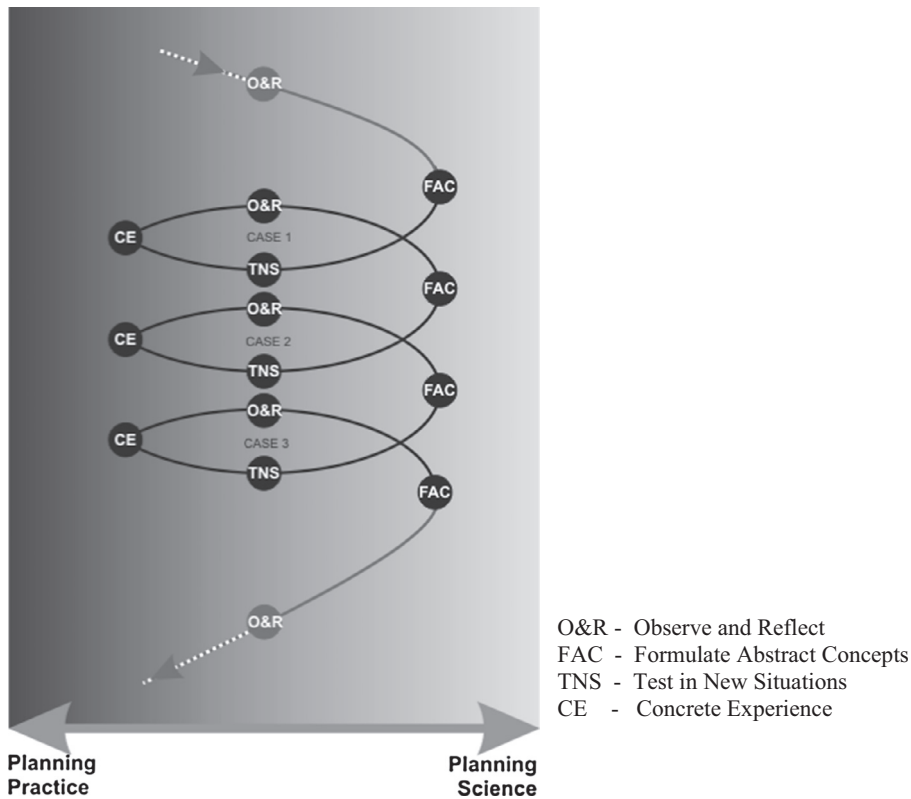 O&R
FAC
O&R
CE
CASE 1
TNS
FAC
O&R
CE
CASE 2
TNS
FAC
O&R
CE
CASE 3
TNS
FAC
O&R
O&R - Observe and Reflect
FAC - Formulate Abstract Concepts
TNS - Test in New Situations
CE - Concrete Experience
Planning
Practice
Planning
Science